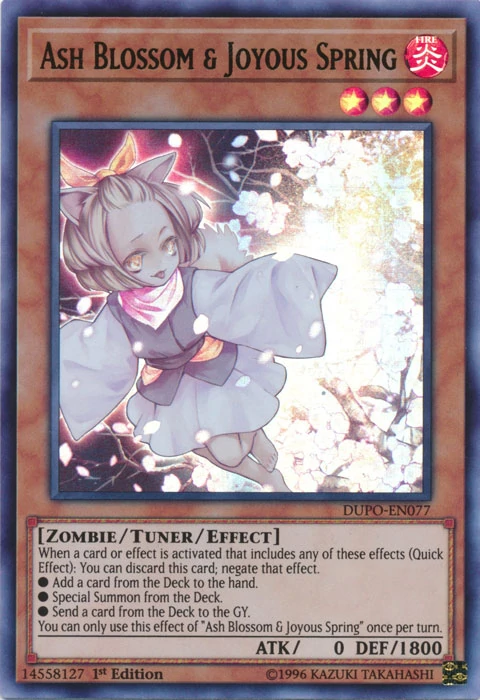 ASH BLOSSOM & JOYOUS SPRING
FIRE
炎
DUPO-EN077
[ZOMBIE/TUNER/EFFECT]
When a card or effect is activated that includes any of these effects (Quick
Effect): You can discard this card; negate that effect.
● Add a card from the Deck to the hand.
● Special Summon from the Deck.
● Send a card from the Deck to the GY.
You can only use this effect of "Ash Blossom & Joyous Spring" once per turn.
ATK/ 0 DEF/1800
14558127 1st Edition ©1996 KAZUKI TAKAHASHI